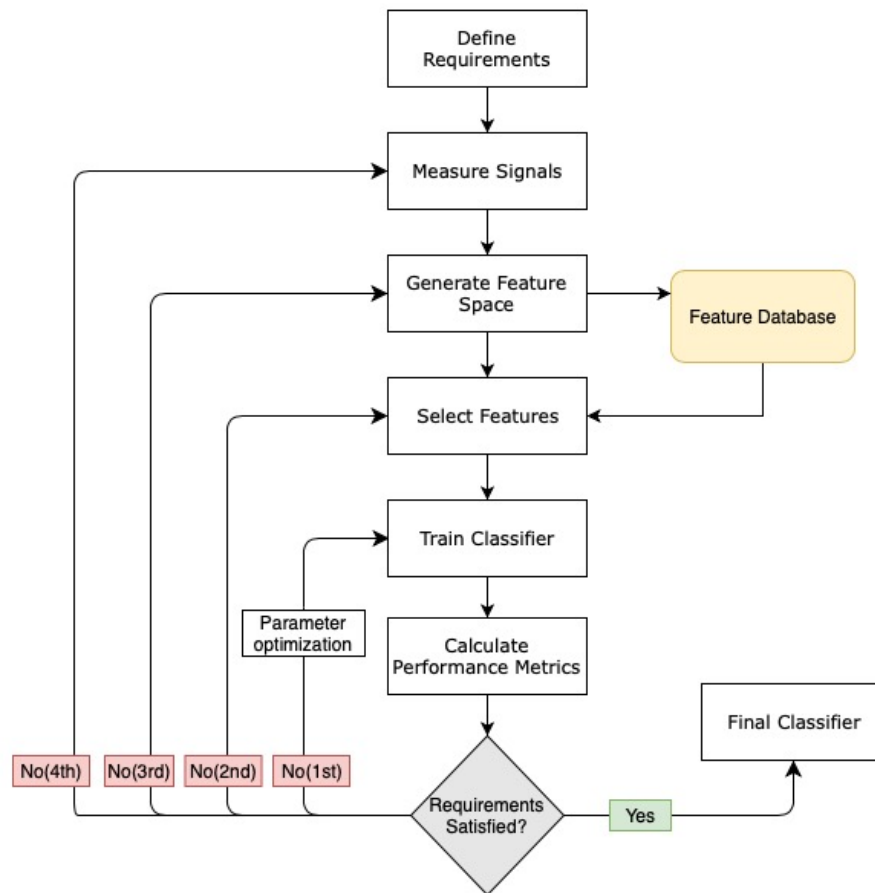 Define
Requirements
Measure Signals
Generate Feature
Space
Feature Database
Select Features
Train Classifier
Parameter
optimization
Calculate
Performance Metrics
Final Classifier
No(4th)
No(3rd)
No(2nd)
No(1st)
Requirements
Satisfied?
Yes